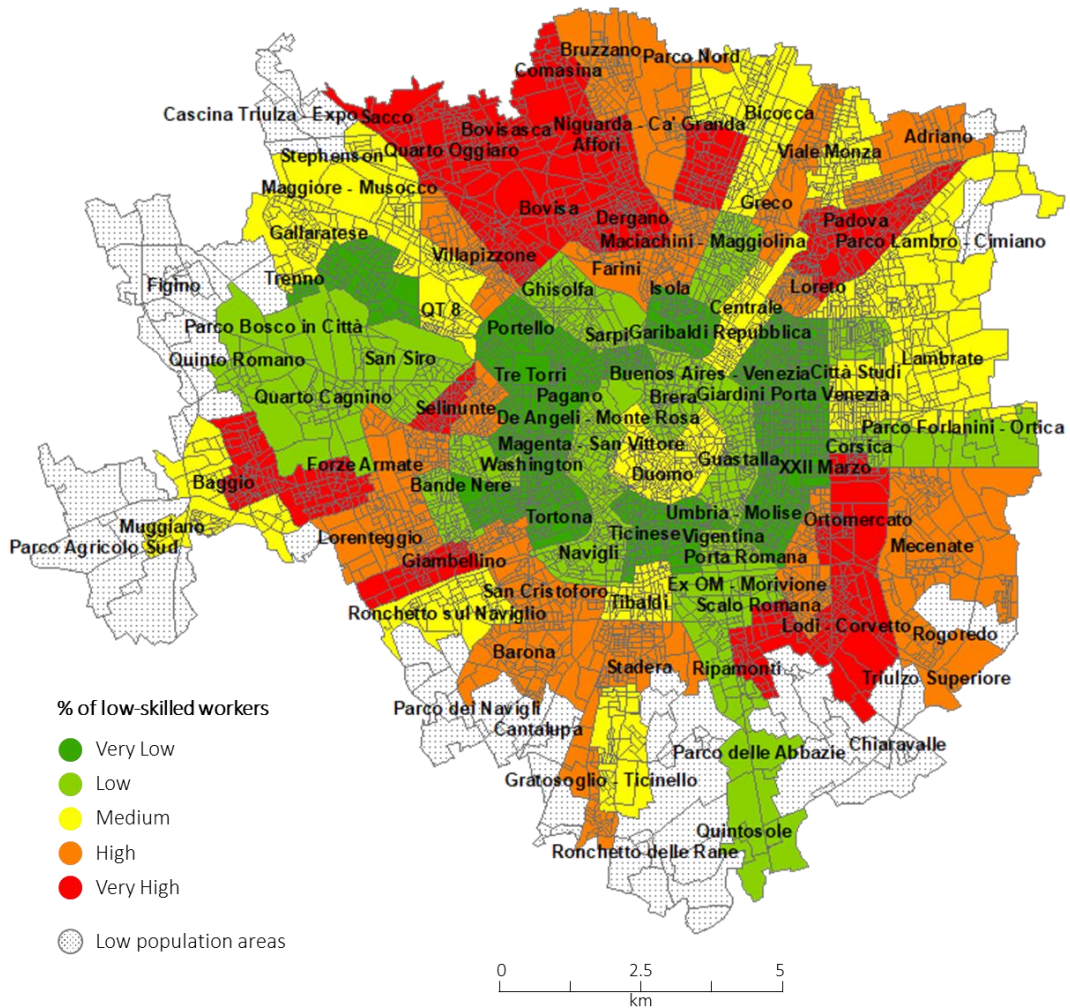 Bruzzano
Parco Nord
Comasina
Cascina Triulza - Expo
Sacco
Bicocca
Bovisasca
Niguarda - Ca' Granda
Adriano
Affori
Stephenson
Quarto Oggiaro
Viale Monza
Maggiore - Musocco
Greco
Bovisa
Dergano
Padova
Gallaratese
Maciachini - Maggiolina
Parco Lambro - Cimiano
Villapizzone
Farini
Trenno
Figino
Ghisolfa
Isola
Loreto
QT 8
Centrale
Parco Bosco in Città
Portello
Sarpi
Garibaldi Repubblica
Quinto Romano
San Siro
Lambrate
Tre Torri
Buenos Aires - Venezia
Città Studi
Quarto Cagnino
Pagano
Brera
Giardini Porta Venezia
Selinunte
De Angeli - Monte Rosa
Parco Forlanini - Ortica
Magenta - San Vittore
Corsica
Forze Armate
Washington
Guastalla
XXII Marzo
Baggio
Bande Nere
Duomo
Tortona
Umbria - Molise
Ortomercato
Muggiano
Lorenteggio
Ticinese
Vigentina
Parco Agricolo Sud
Giambellino
Navigli
Porta Romana
Mecenate
San Cristoforo
Ex OM - Morivione
Ronchetto sul Naviglio
Tibaldi
Scalo Romana
Lodi - Corvetto
Rogoredo
Barona
Stadera
Ripamonti
Triulzo Superiore
Parco dei Navigli
Cantalupa
Chiaravalle
Parco delle Abbazie
Gratosoglio - Ticinello
Quintosole
Ronchetto delle Rane
% of low-skilled workers
Very Low
Low
Medium
High
Very High
Low population areas
0 2.5 5
km